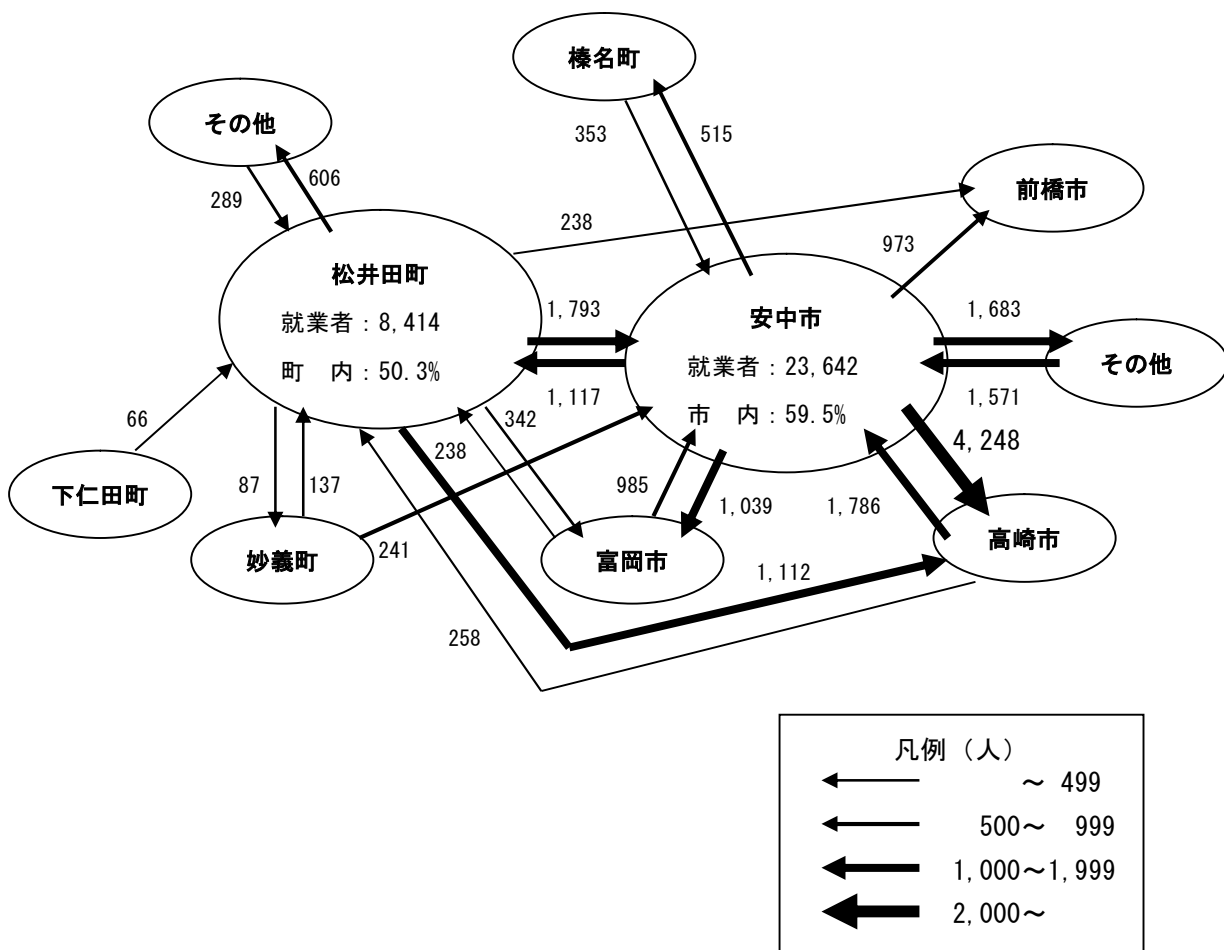 榛名町
その他
353
515
606
289
前橋市
238
973
松井田町
就業者：8,414
町　内：50.3%
1,793
1,117
安中市
就業者：23,642
市　内：59.5%
1,683
1,571
その他
66
下仁田町
342
238
4,248
87
137
985
1,039
1,786
妙義町
241
富岡市
高崎市
1,112
258
凡例（人）
～ 499
500～ 999
1,000～1,999
2,000～